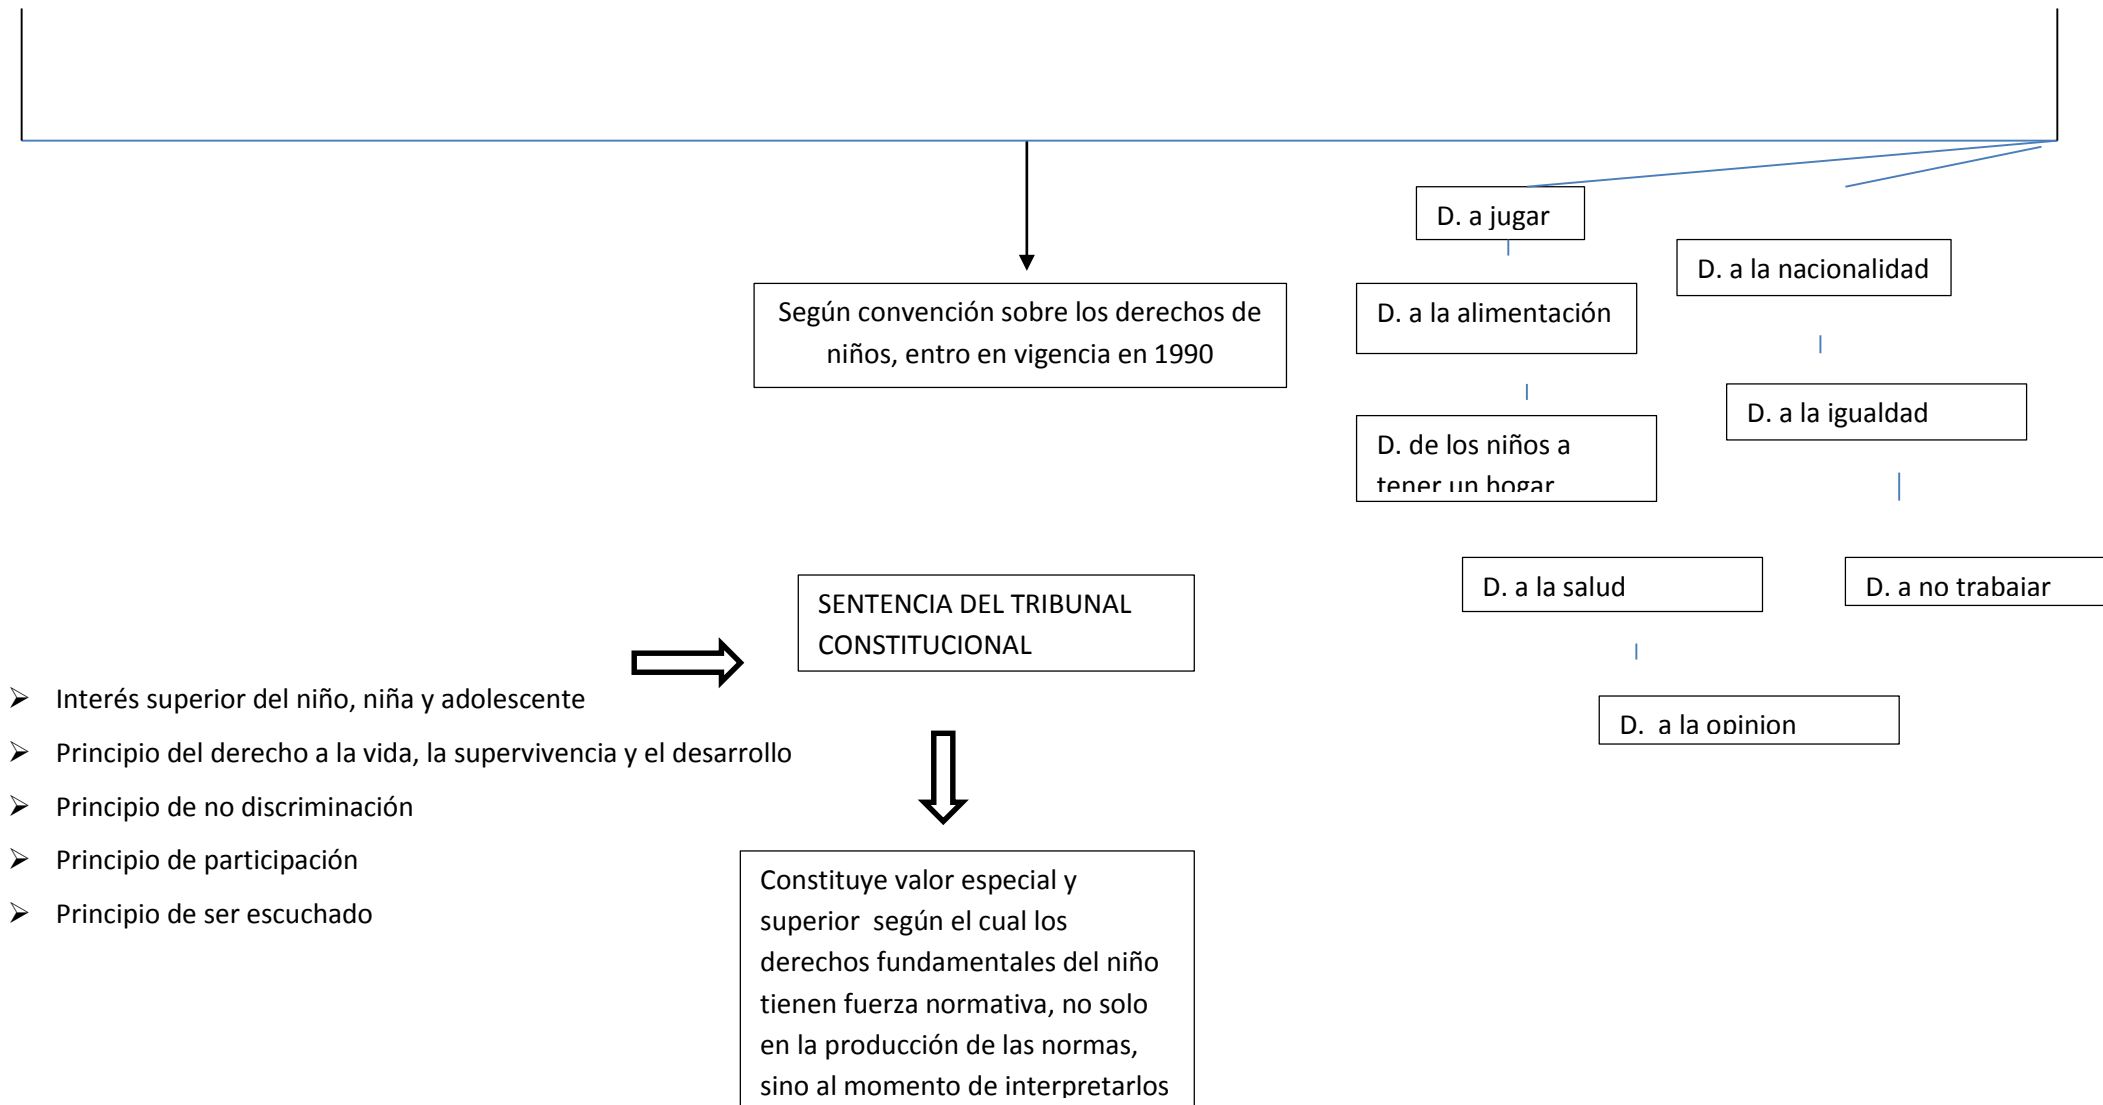 D. a jugar
D. a la nacionalidad
Según convención sobre los derechos de
niños, entro en vigencia en 1990
D. a la alimentación
D. a la igualdad
D. de los niños a
tener un hogar
D. a la salud
D. a no trabajar
SENTENCIA DEL TRIBUNAL
CONSTITUCIONAL
D. a la opinion
➢ Interés superior del niño, niña y adolescente
➢ Principio del derecho a la vida, la supervivencia y el desarrollo
➢ Principio de no discriminación
➢ Principio de participación
➢ Principio de ser escuchado
Constituye valor especial y
superior según el cual los
derechos fundamentales del niño
tienen fuerza normativa, no solo
en la producción de las normas,
sino al momento de interpretarlos